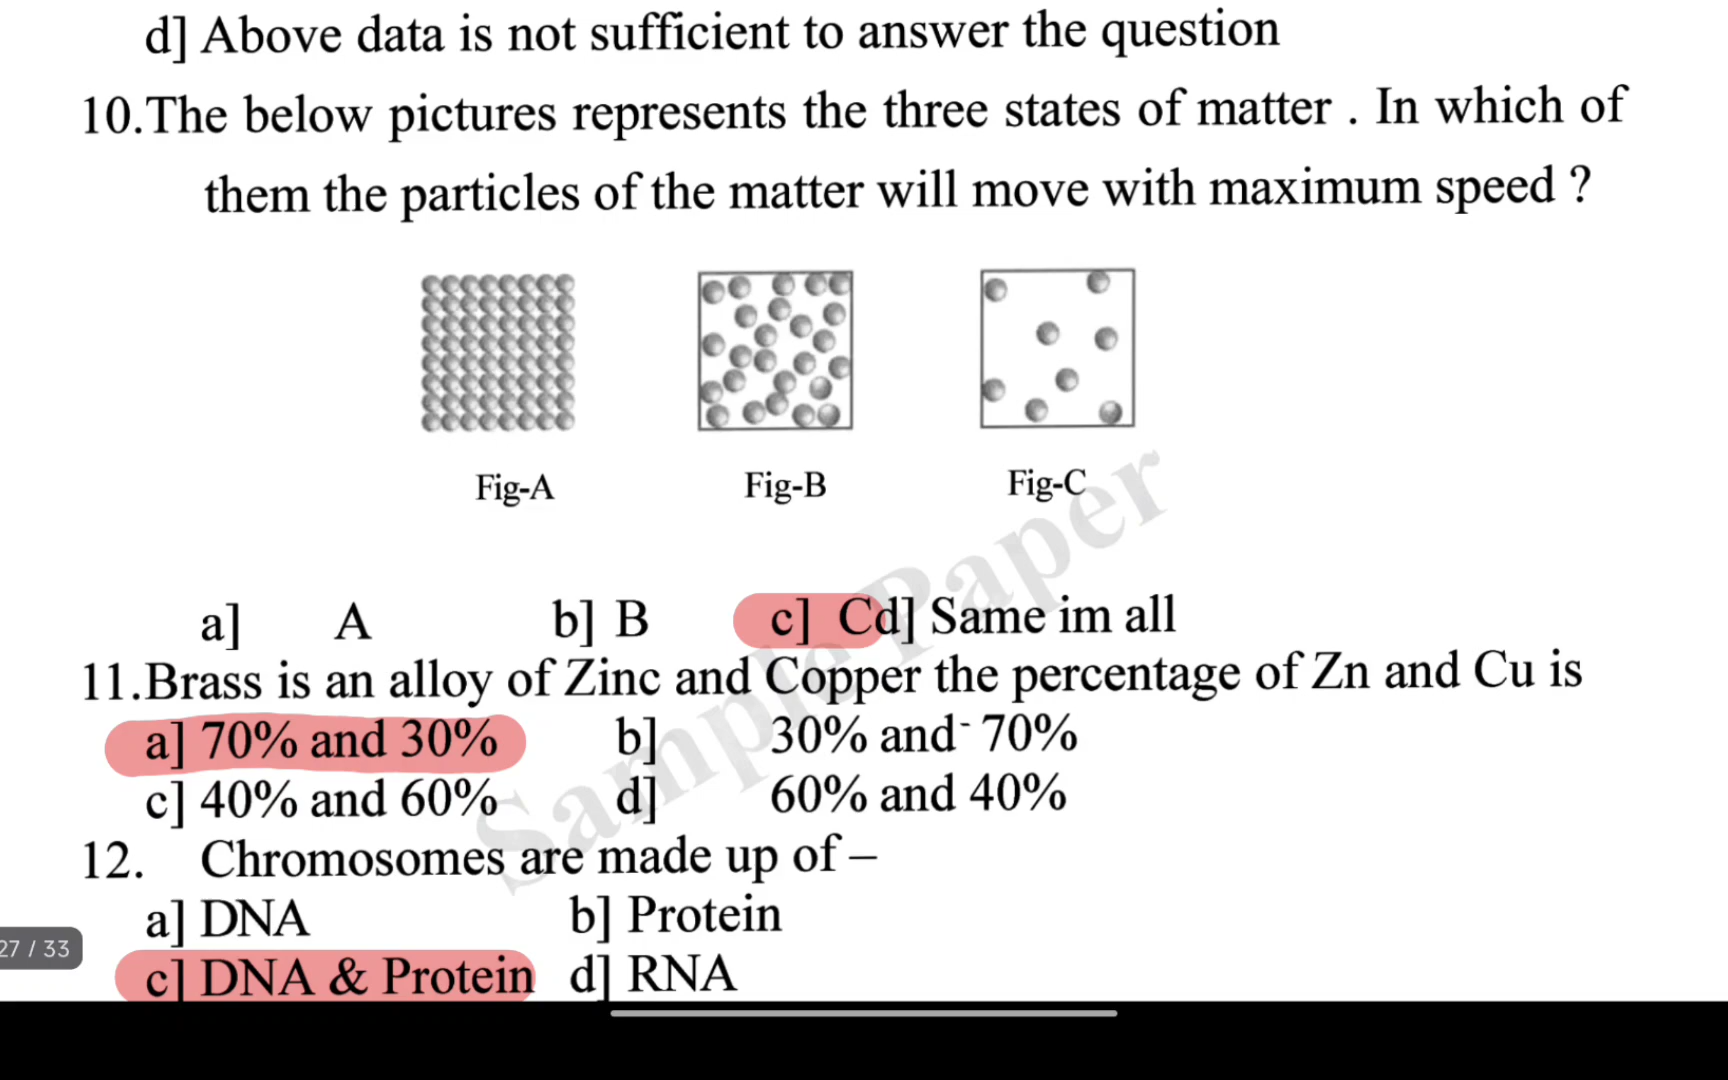 d] Above data is not sufficient to answer the question
10.The below pictures represents the three states of matter . In which of
them the particles of the matter will move with maximum speed ?
Fig-A Fig-B Fig-C
a] A b] B c] Cd] Same im all
11.Brass is an alloy of Zinc and Copper the percentage of Zn and Cu is
a] 70% and 30% b] 30% and- 70%
c] 40% and 60% d] 60% and 40%
12. Chromosomes are made up of –
a] DNA b] Protein
c] DNA & Protein d] RNA
27 / 33
Sample Paper